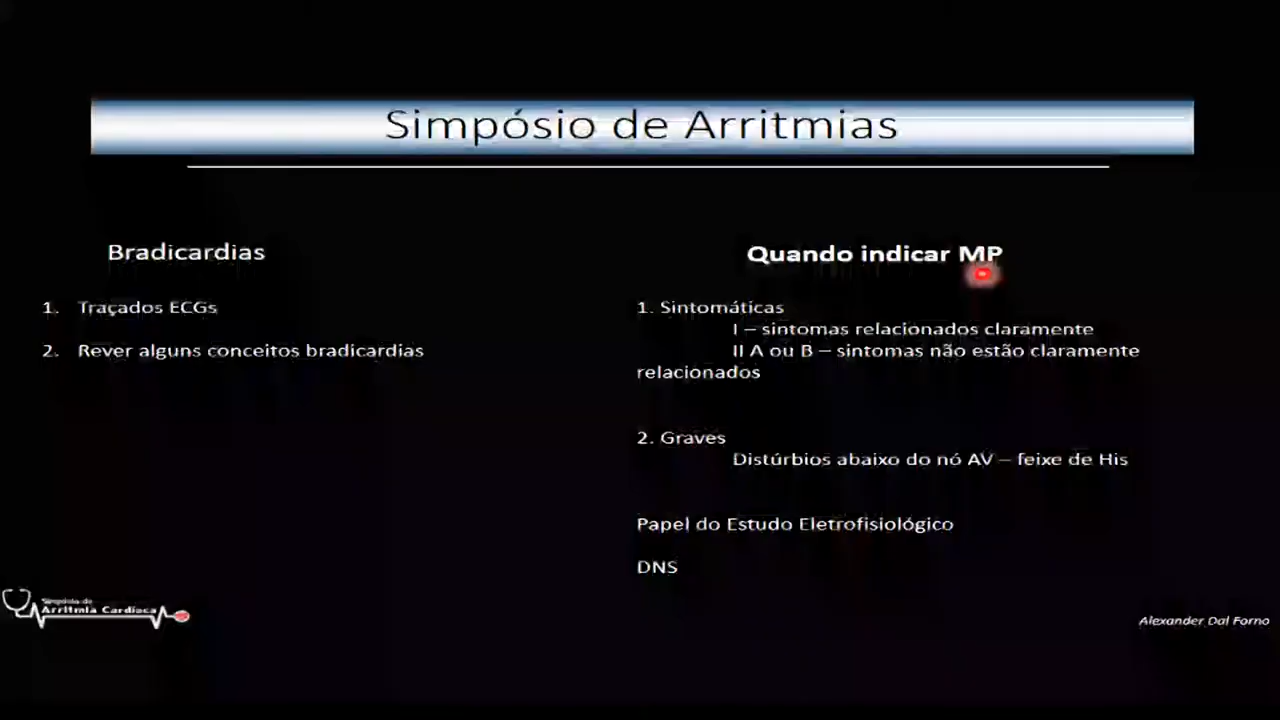 Simpósio de Arritmias
Bradicardias
1. Traçados ECGs
2. Rever alguns conceitos bradicardias
Quando indicar MP
1. Sintomáticas
I – sintomas relacionados claramente
II A ou B – sintomas não estão claramente
relacionados
2. Graves
Distúrbios abaixo do nó AV – feixe de His
Papel do Estudo Eletrofisiológico
DNS
Simpósio de
Arritmia Cardíaca
Alexander Dal Forno